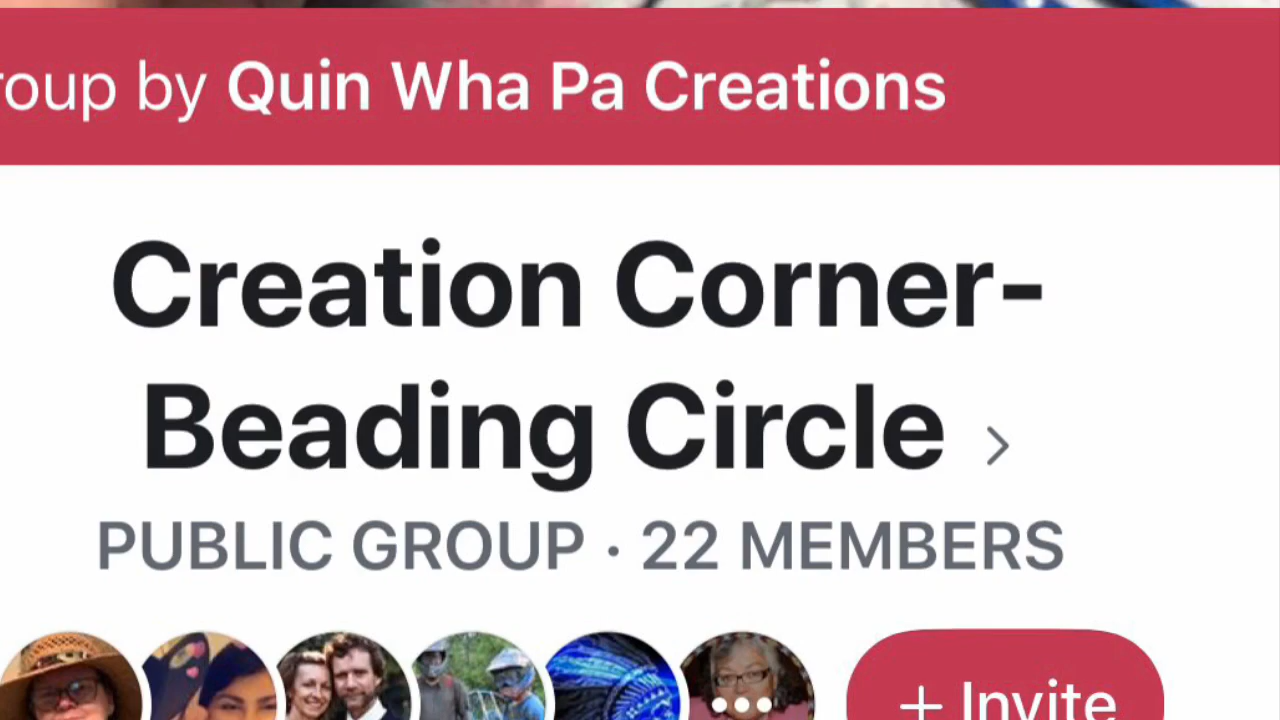 roup by Quin Wha Pa Creations
Creation Corner-
Beading Circle
PUBLIC GROUP · 22 MEMBERS
+ Invite